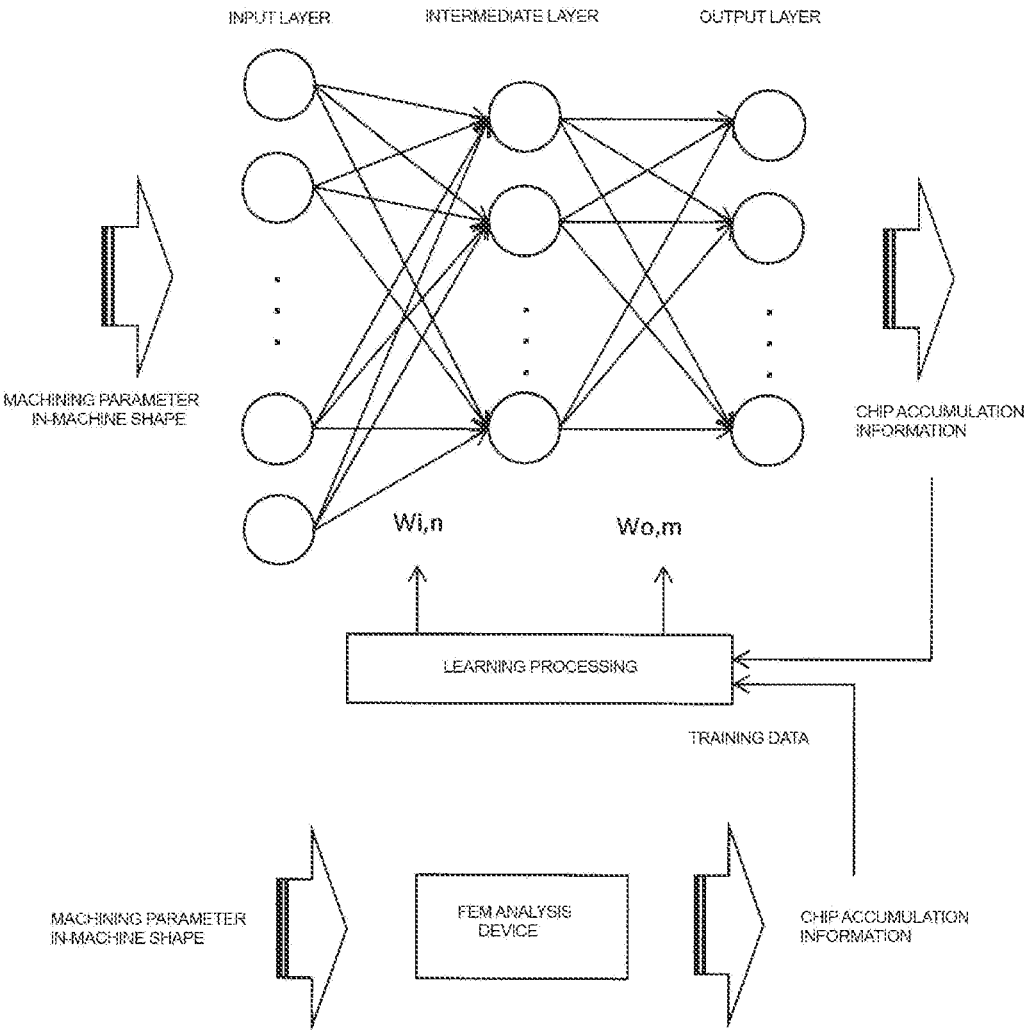 INPUT LAYER
INTERMEDIATE LAYER
OUTPUT LAYER
MACHINING PARAMETER
IN-MACHINE SHAPE
CHIP ACCUMULATION
INFORMATION
Wi,n
Wo,m
LEARNING PROCESSING
TRAINING DATA
MACHINING PARAMETER
IN-MACHINE SHAPE
FEM ANALYSIS
DEVICE
CHIP ACCUMULATION
INFORMATION